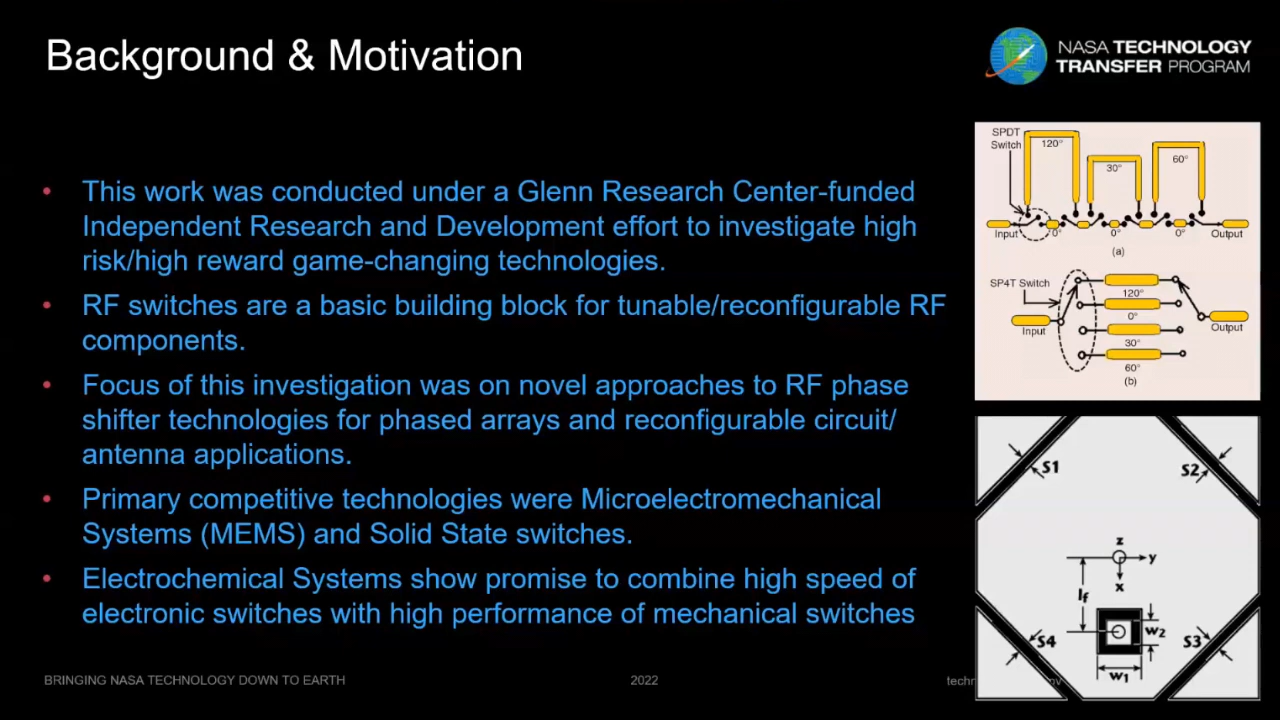 Background & Motivation
NASA TECHNOLOGY
TRANSFER PROGRAM
• This work was conducted under a Glenn Research Center-funded
Independent Research and Development effort to investigate high
risk/high reward game-changing technologies.
• RF switches are a basic building block for tunable/reconfigurable RF
components.
• Focus of this investigation was on novel approaches to RF phase
shifter technologies for phased arrays and reconfigurable circuit/
antenna applications.
• Primary competitive technologies were Microelectromechanical
Systems (MEMS) and Solid State switches.
• Electrochemical Systems show promise to combine high speed of
electronic switches with high performance of mechanical switches
SPDT
Switch
120°
30°
60°
Input
0°
0°
0°
Output
(a)
SP4T Switch
120°
0°
Input
Output
30°
60°
(b)
S1
S2
z
y
x
lf
w2
S4
S3
w1
BRINGING NASA TECHNOLOGY DOWN TO EARTH
2022